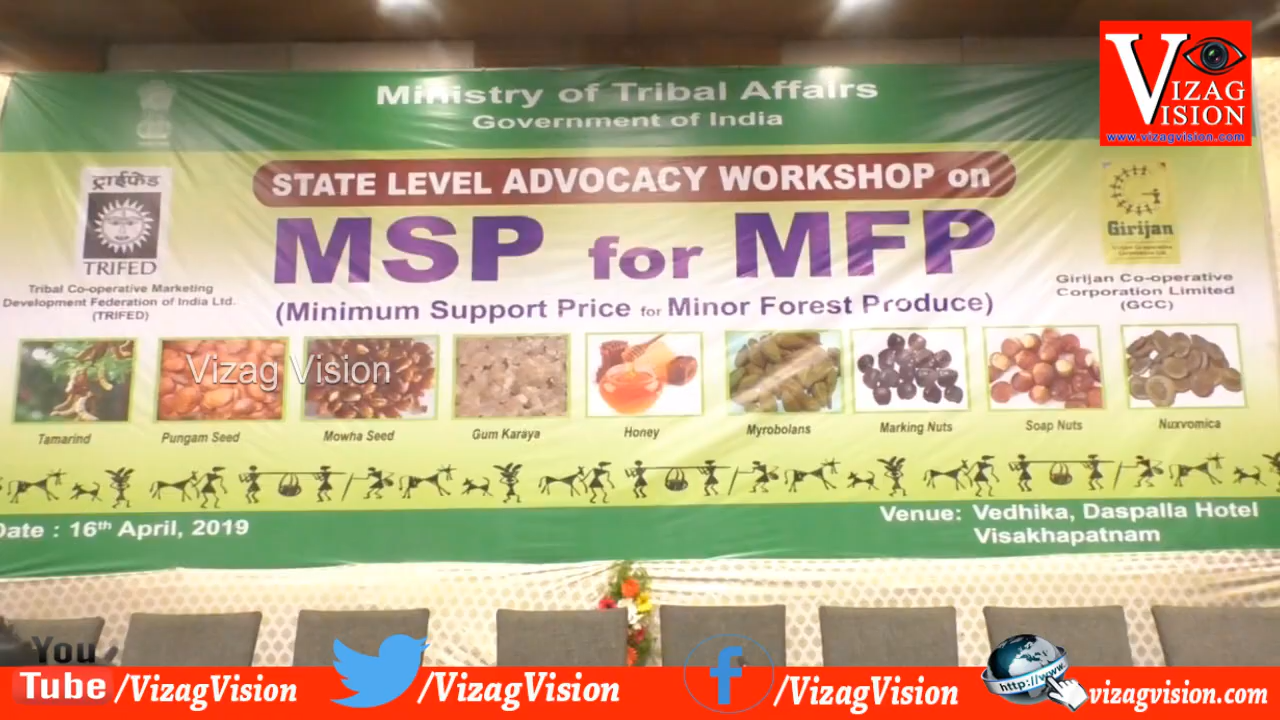 Ministry of Tribal Affairs
Government of India
VIZAG
VISION
www.vizagvision.com
ट्राईफेड
TRIFED
Tribal Co-operative Marketing
Development Federation of India Ltd.
(TRIFED)
STATE LEVEL ADVOCACY WORKSHOP on
MSP for MFP
(Minimum Support Price for Minor Forest Produce)
Girijan
Girijan Co-operative
Corporation Limited
(GCC)
Vizag Vision
Tamarind
Pungam Seed
Mowha Seed
Gum Karaya
Honey
Myrobolans
Marking Nuts
Soap Nuts
Nuxvomica
Date : 16th April, 2019
Venue: Vedhika, Daspalla Hotel
Visakhapatnam
You
Tube /VizagVision
/VizagVision
f /VizagVision
http://www
vizagvision.com